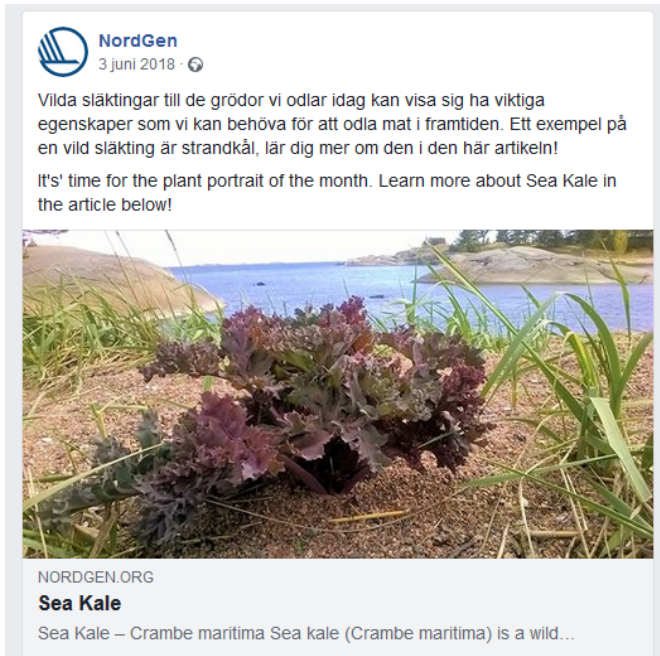 NordGen
3 juni 2018 ·
Vilda släktingar till de grödor vi odlar idag kan visa sig ha viktiga
egenskaper som vi kan behöva för att odla mat i framtiden. Ett exempel på
en vild släkting är strandkål, lär dig mer om den i den här artikeln!
It's' time for the plant portrait of the month. Learn more about Sea Kale in
the article below!
NORDGEN.ORG
Sea Kale
Sea Kale – Crambe maritima Sea kale (Crambe maritima) is a wild...